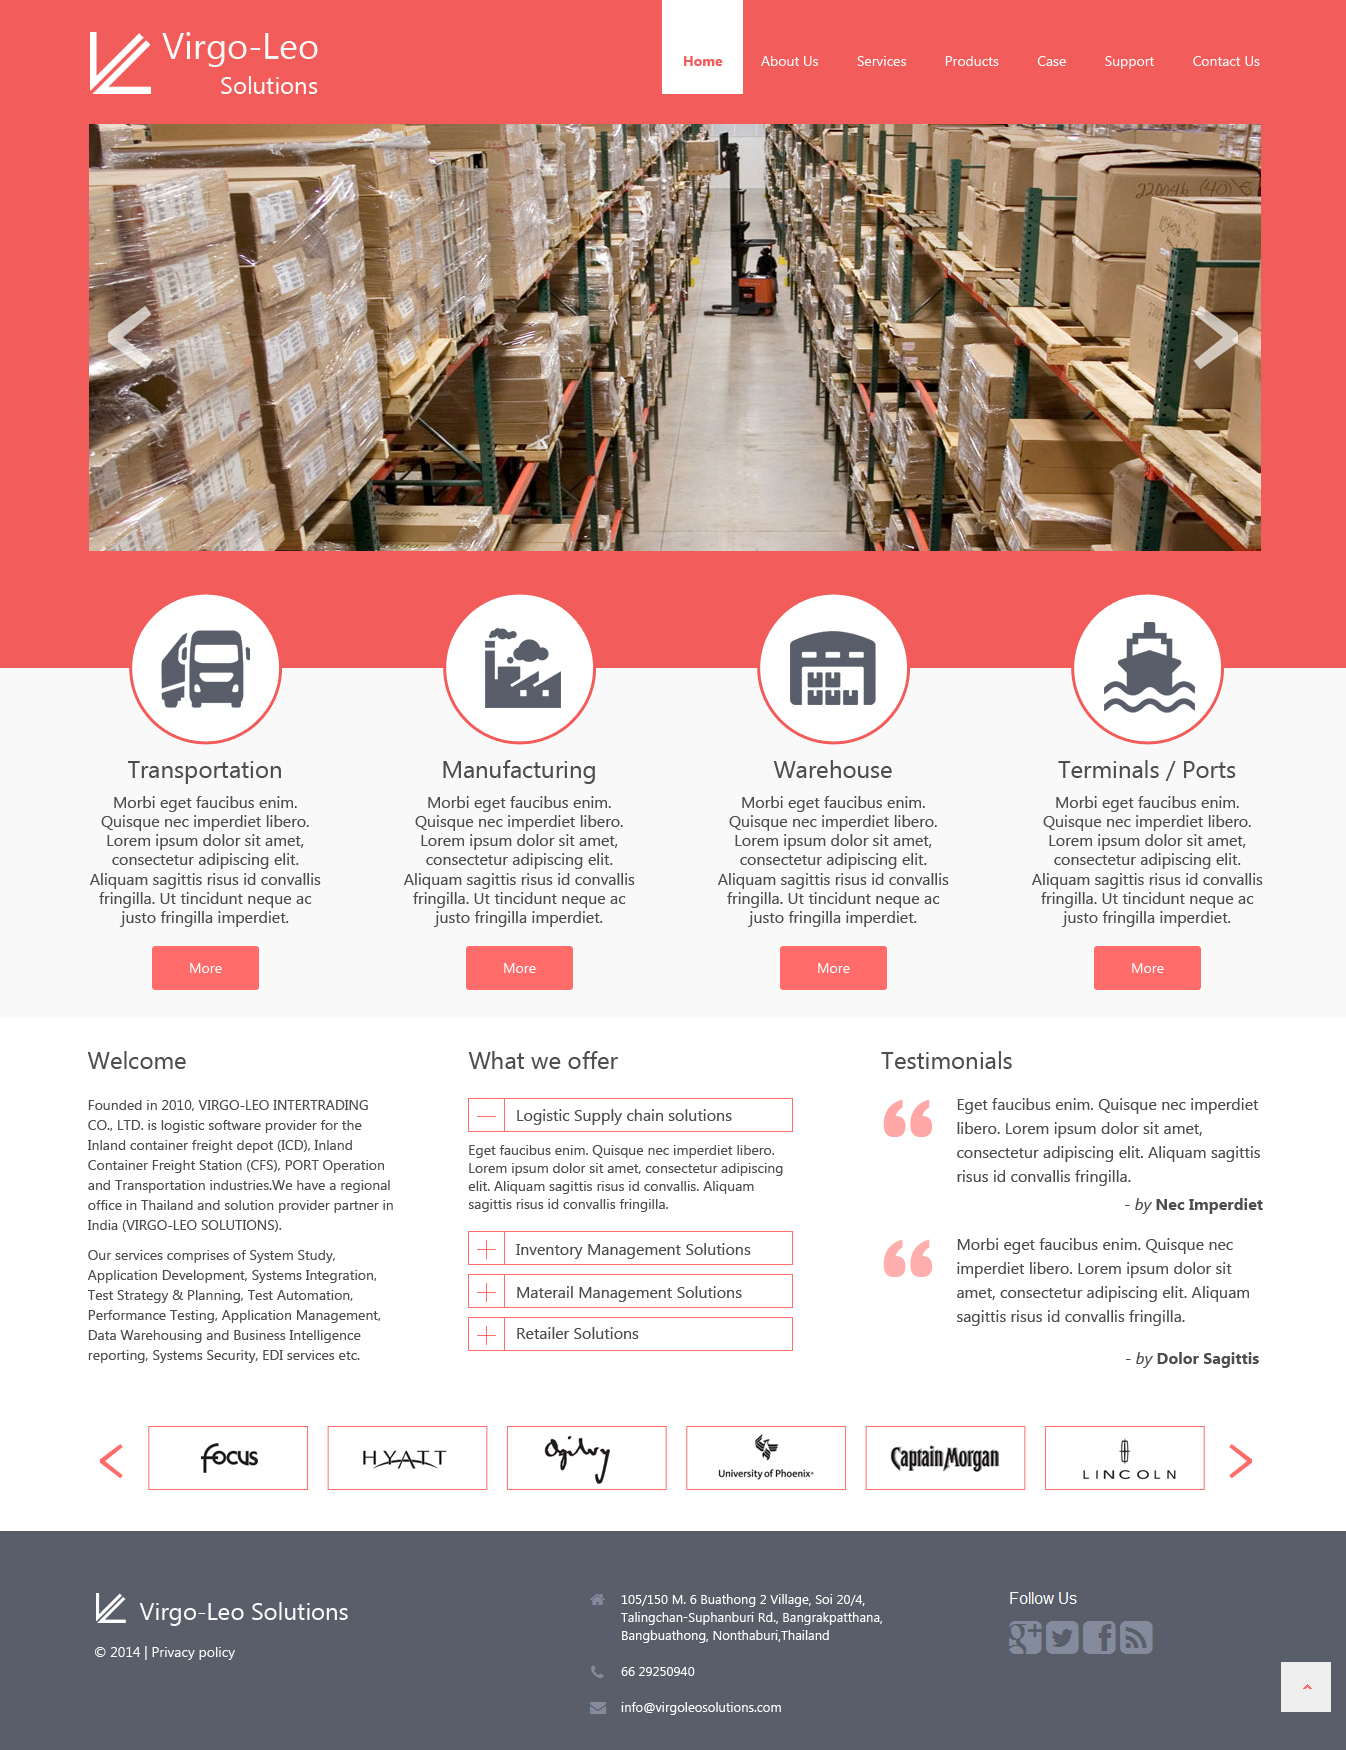 Virgo-Leo
Solutions
Home
About Us
Services
Products
Case
Support
Contact Us
220046 (40) 5
Transportation
Morbi eget faucibus enim.
Quisque nec imperdiet libero.
Lorem ipsum dolor sit amet,
consectetur adipiscing elit.
Aliquam sagittis risus id convallis
fringilla. Ut tincidunt neque ac
justo fringilla imperdiet.
More
Manufacturing
Morbi eget faucibus enim.
Quisque nec imperdiet libero.
Lorem ipsum dolor sit amet,
consectetur adipiscing elit.
Aliquam sagittis risus id convallis
fringilla. Ut tincidunt neque ac
justo fringilla imperdiet.
More
Warehouse
Morbi eget faucibus enim.
Quisque nec imperdiet libero.
Lorem ipsum dolor sit amet,
consectetur adipiscing elit.
Aliquam sagittis risus id convallis
fringilla. Ut tincidunt neque ac
justo fringilla imperdiet.
More
Terminals / Ports
Morbi eget faucibus enim.
Quisque nec imperdiet libero.
Lorem ipsum dolor sit amet,
consectetur adipiscing elit.
Aliquam sagittis risus id convallis
fringilla. Ut tincidunt neque ac
justo fringilla imperdiet.
More
Welcome
Founded in 2010, VIRGO-LEO INTERTRADING
CO., LTD. is logistic software provider for the
Inland container freight depot (ICD), Inland
Container Freight Station (CFS), PORT Operation
and Transportation industries.We have a regional
office in Thailand and solution provider partner in
India (VIRGO-LEO SOLUTIONS).
Our services comprises of System Study,
Application Development, Systems Integration,
Test Strategy & Planning, Test Automation,
Performance Testing, Application Management,
Data Warehousing and Business Intelligence
reporting, Systems Security, EDI services etc.
What we offer
Logistic Supply chain solutions
Eget faucibus enim. Quisque nec imperdiet libero.
Lorem ipsum dolor sit amet, consectetur adipiscing
elit. Aliquam sagittis risus id convallis. Aliquam
sagittis risus id convallis fringilla.
Inventory Management Solutions
Materail Management Solutions
Retailer Solutions
Testimonials
Eget faucibus enim. Quisque nec imperdiet
libero. Lorem ipsum dolor sit amet,
consectetur adipiscing elit. Aliquam sagittis
risus id convallis fringilla.
- by Nec Imperdiet
Morbi eget faucibus enim. Quisque nec
imperdiet libero. Lorem ipsum dolor sit
amet, consectetur adipiscing elit. Aliquam
sagittis risus id convallis fringilla.
- by Dolor Sagittis
focus
HYATT
Ogilvy
University of Phoenix®
Captain Morgan
LINCOLN
Virgo-Leo Solutions
© 2014 | Privacy policy
105/150 M. 6 Buathong 2 Village, Soi 20/4,
Talingchan-Suphanburi Rd., Bangrakpatthana,
Bangbuathong, Nonthaburi,Thailand
66 29250940
info@virgoleosolutions.com
Follow Us